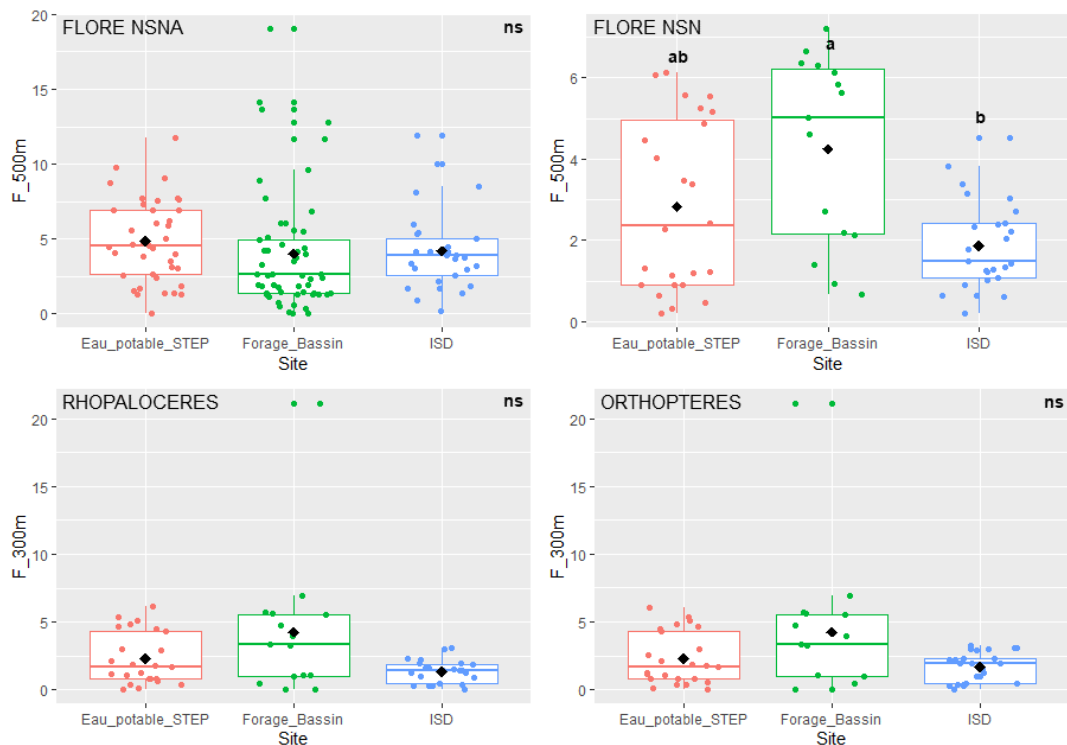 FLORE NSNA
ns
20
15
10
5
0
F_500m
Eau_potable_STEP
Forage_Bassin
ISD
Site
FLORE NSN
ab
a
b
6
4
2
0
F_500m
Eau_potable_STEP
Forage_Bassin
ISD
Site
RHOPALOCERES
ns
20
15
10
5
0
F_300m
Eau_potable_STEP
Forage_Bassin
ISD
Site
ORTHOPTERES
ns
20
15
10
5
0
F_300m
Eau_potable_STEP
Forage_Bassin
ISD
Site